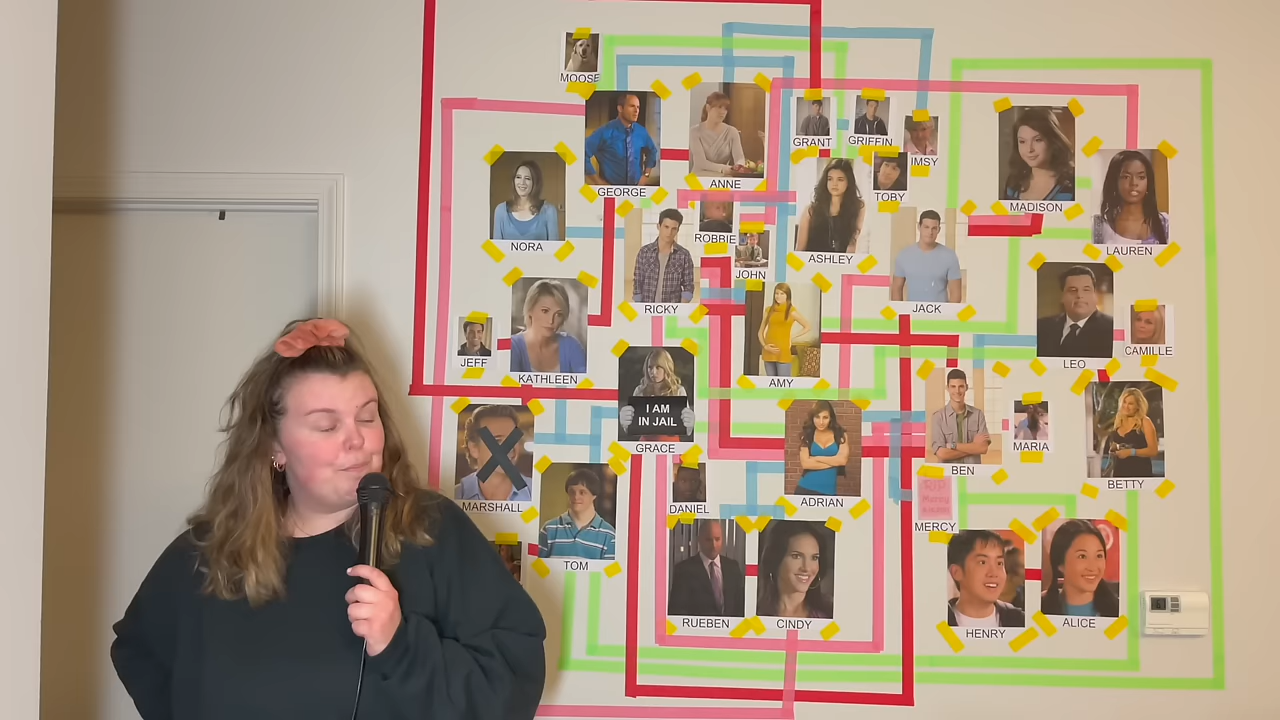 MOOSE
GEORGE
ANNE
GRANT
GRIFFIN
IMSY
TOBY
MADISON
LAUREN
NORA
ROBBIE
JOHN
RICKY
ASHLEY
JACK
JEFF
KATHLEEN
AMY
LEO
CAMILLE
I AM
IN JAIL
GRACE
MARSHALL
TOM
DANIEL
ADRIAN
BEN
MARIA
BETTY
RIP
MERCY
RUEBEN
CINDY
HENRY
ALICE